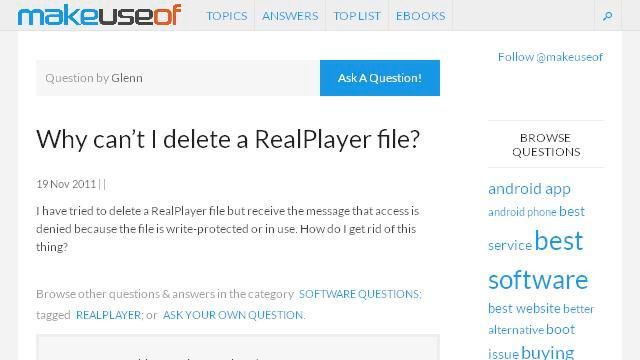 makeuseof
TOPICS ANSWERS TOP LIST EBOOKS
Follow @makeuseof
Question by Glenn
Ask A Question!
Why can't I delete a RealPlayer file?
19 Nov 2011 | |
I have tried to delete a RealPlayer file but receive the message that access is
denied because the file is write-protected or in use. How do I get rid of this
thing?
Browse other questions & answers in the category SOFTWARE QUESTIONS;
tagged REALPLAYER; or ASK YOUR OWN QUESTION.
BROWSE
QUESTIONS
android app
android phone best
service best
software
best website better
alternative boot
issue buying